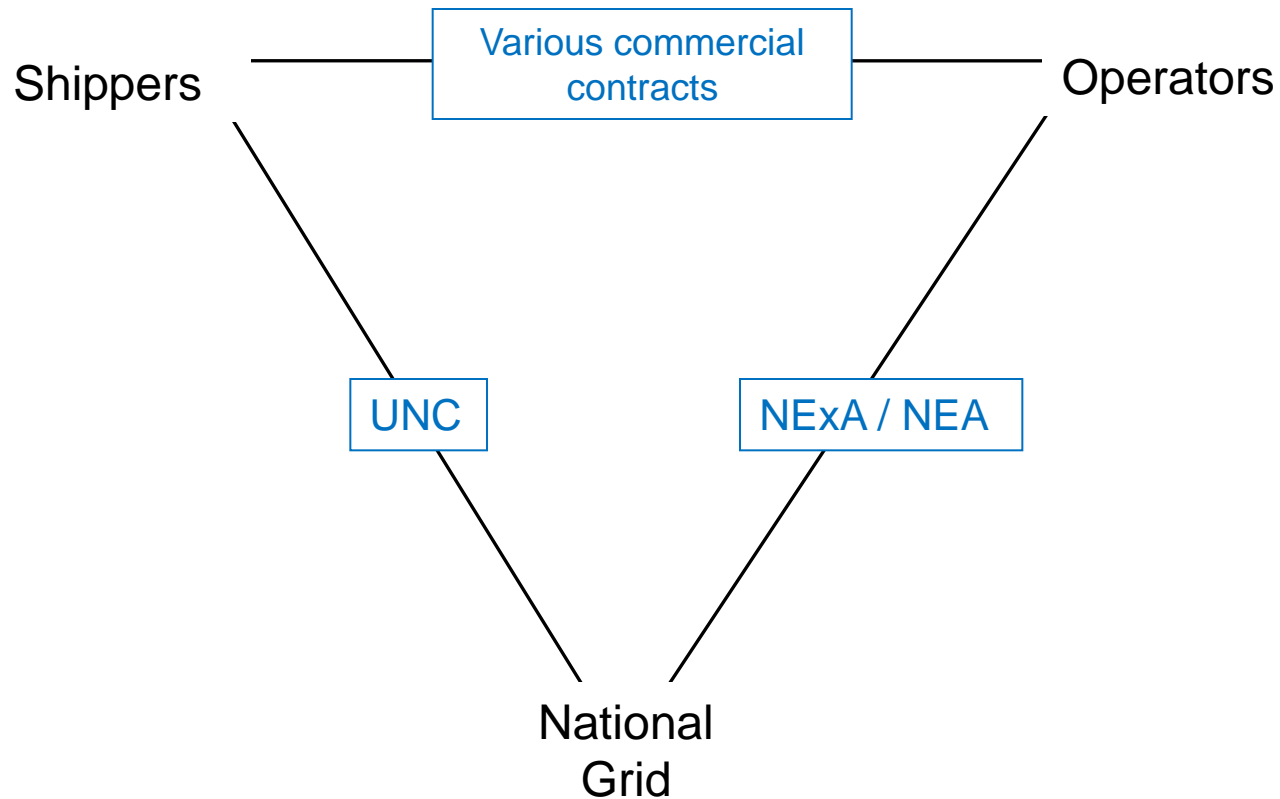 Various commercial
contracts
Shippers
Operators
UNC
NExA / NEA
National
Grid